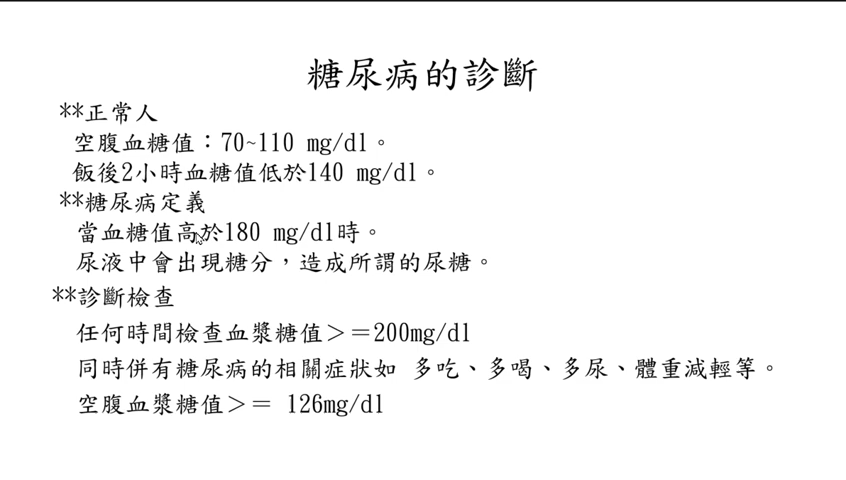 糖尿病的診斷
**正常人
空腹血糖值：70~110 mg/dl。
飯後2小時血糖值低於140 mg/dl。
**糖尿病定義
當血糖值高於180 mg/dl時。
尿液中會出現糖分，造成所謂的尿糖。
**診斷檢查
任何時間檢查血漿糖值＞＝200mg/dl
同時併有糖尿病的相關症狀如 多吃、多喝、多尿、體重減輕等。
空腹血漿糖值＞＝ 126mg/dl